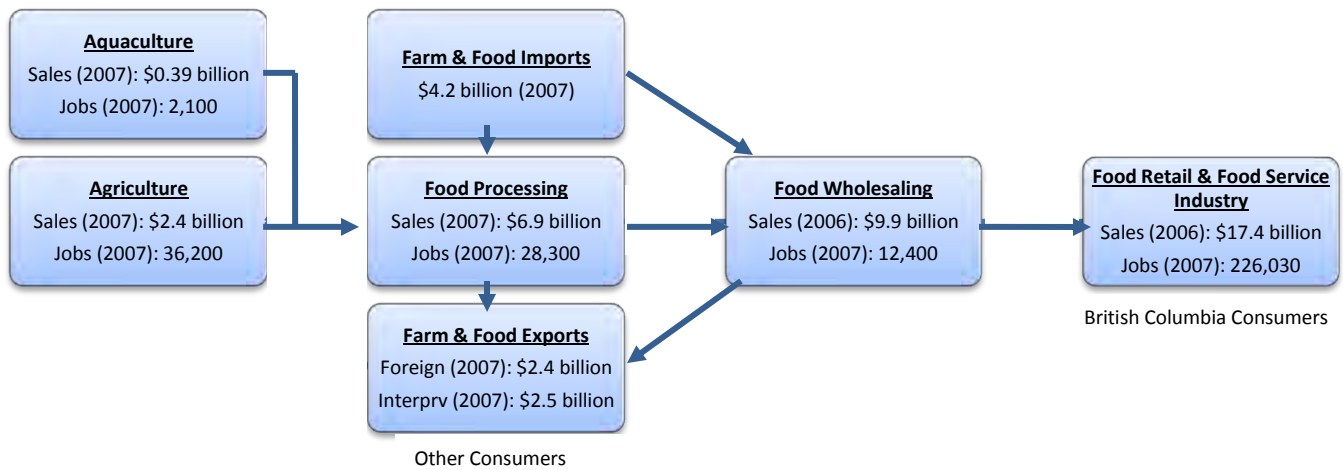 Aquaculture
Sales (2007): $0.39 billion
Jobs (2007): 2,100
Agriculture
Sales (2007): $2.4 billion
Jobs (2007): 36,200
Farm & Food Imports
$4.2 billion (2007)
Food Processing
Sales (2007): $6.9 billion
Jobs (2007): 28,300
Farm & Food Exports
Foreign (2007): $2.4 billion
Interprv (2007): $2.5 billion
Other Consumers
Food Wholesaling
Sales (2006): $9.9 billion
Jobs (2007): 12,400
Food Retail & Food Service
Industry
Sales (2006): $17.4 billion
Jobs (2007): 226,030
British Columbia Consumers